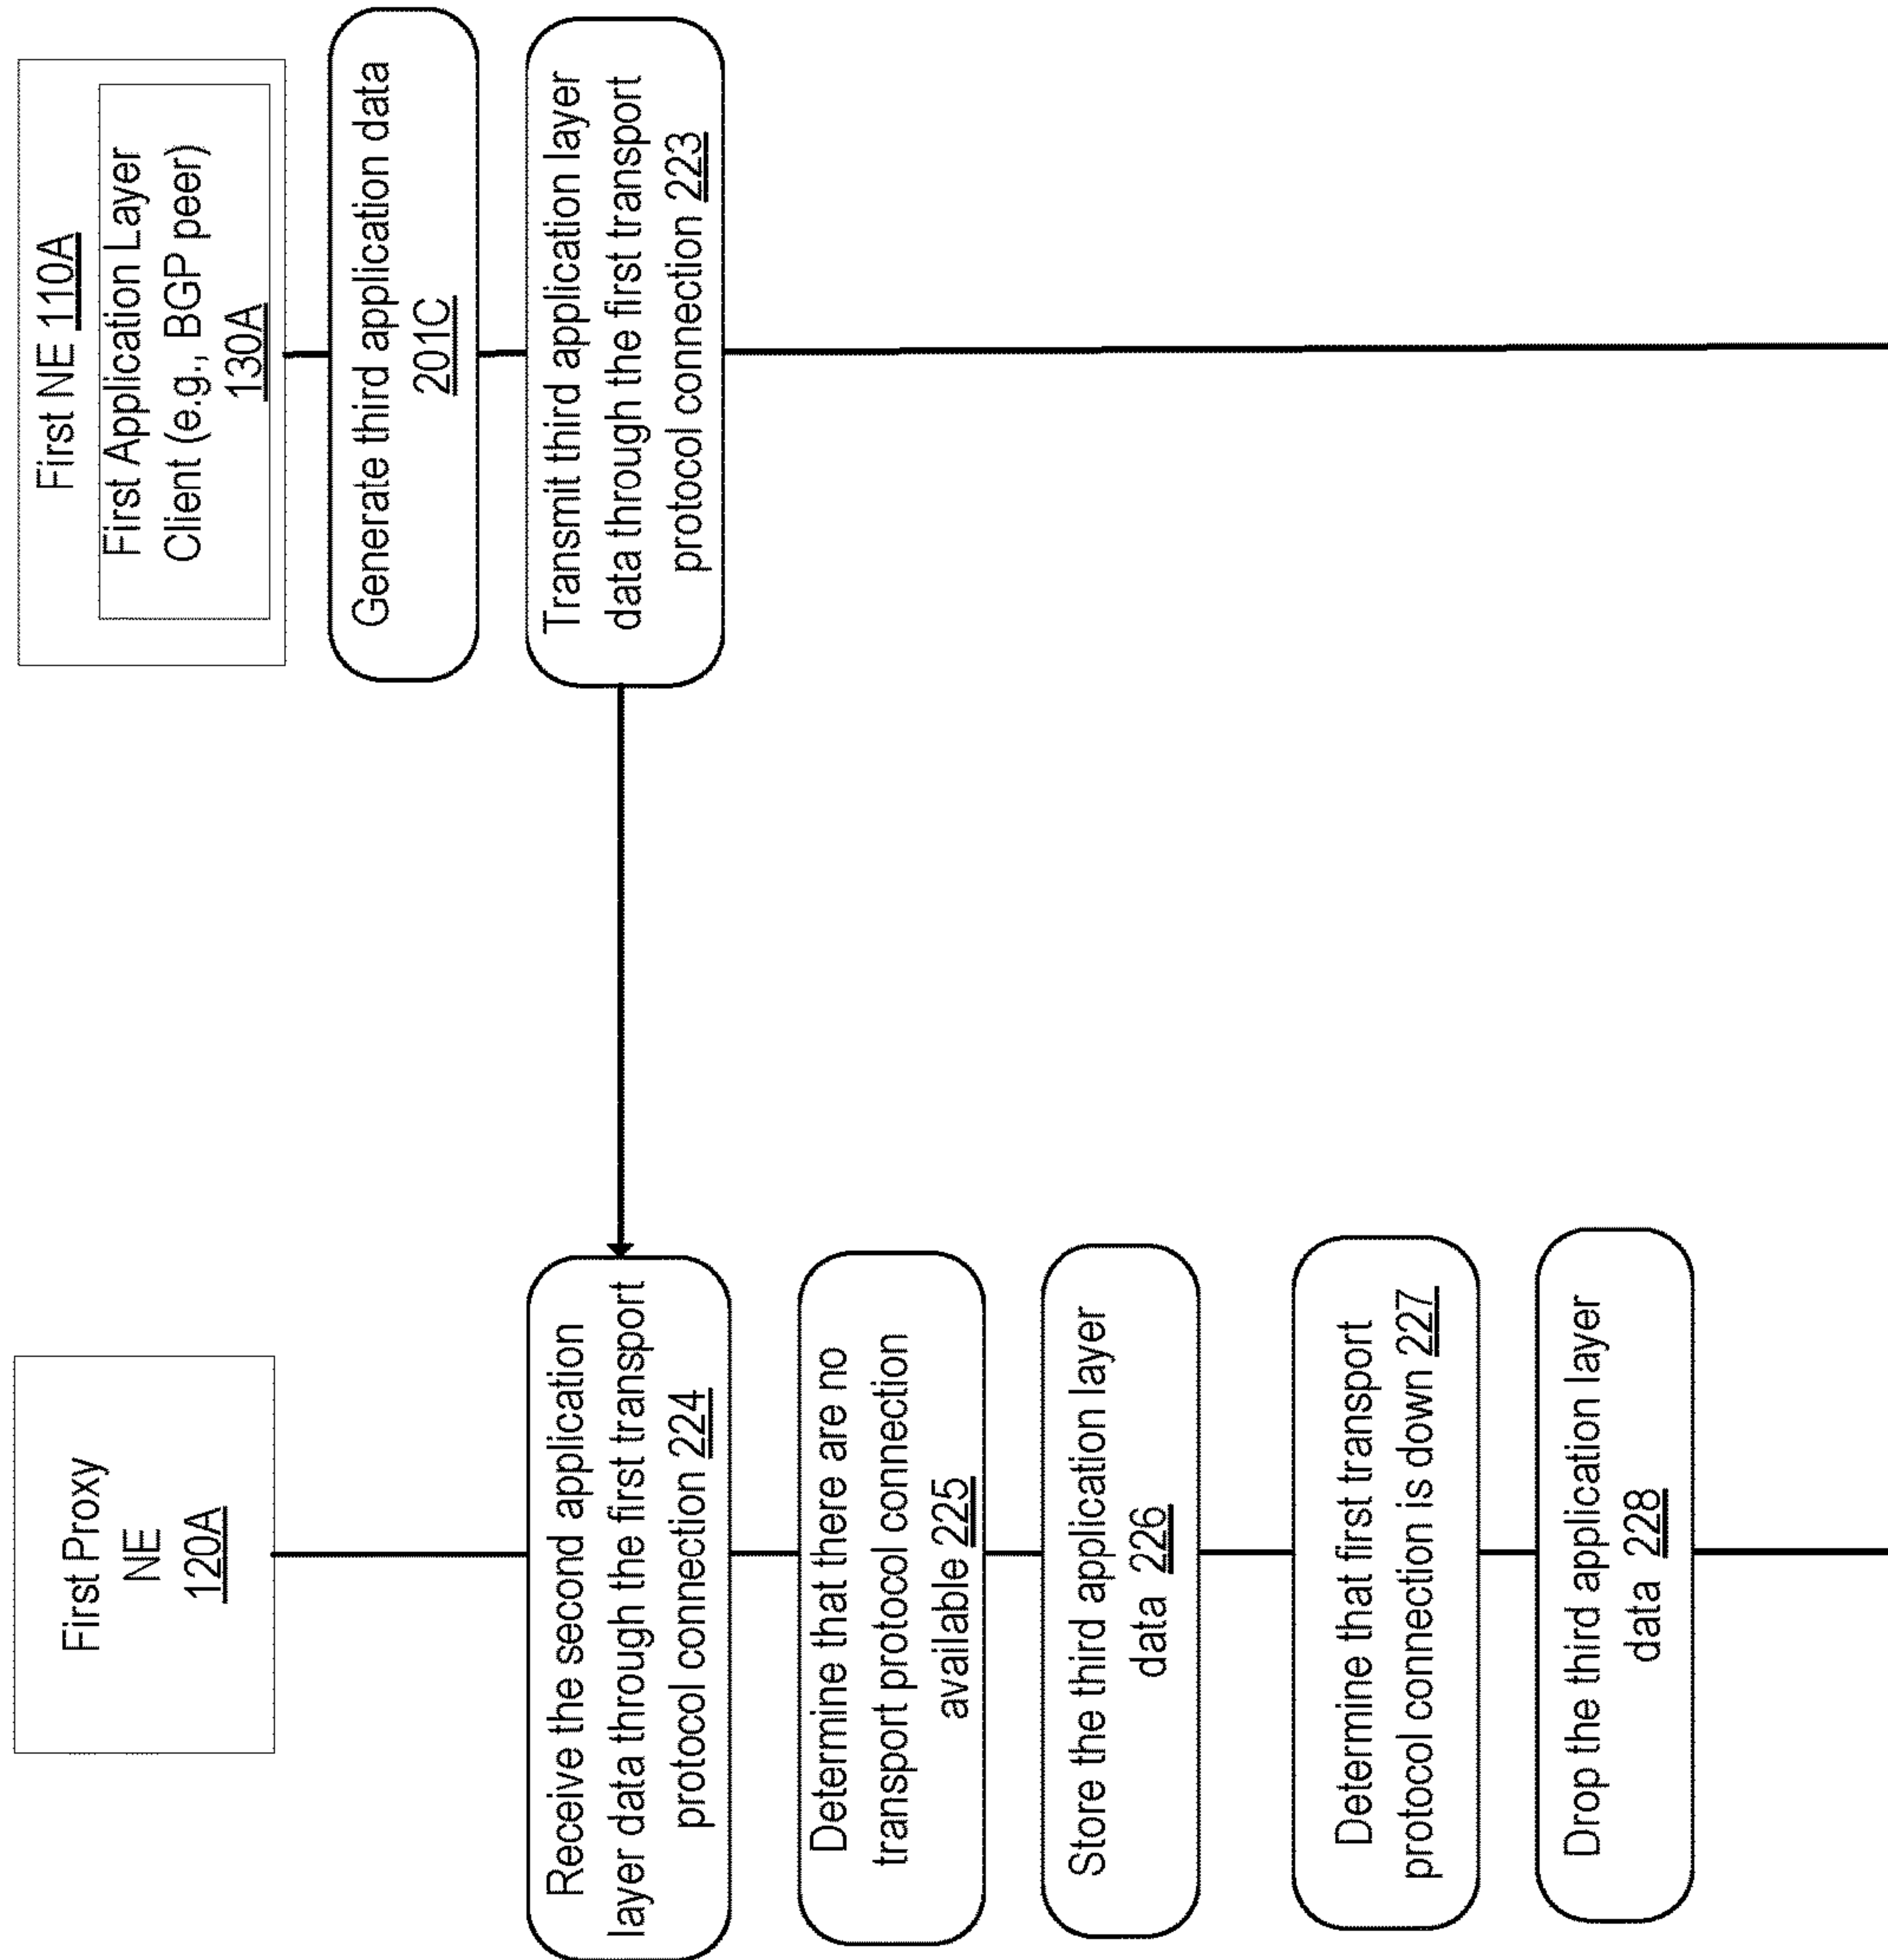 First NE 110A
First Application Layer
Client (e.g., BGP peer)
130A
Generate third application data
201C
Transmit third application layer
data through the first transport
protocol connection 223
First Proxy
NE
120A
Receive the second application
layer data through the first transport
protocol connection 224
Determine that there are no
transport protocol connection
available 225
Store the third application layer
data 226
Determine that first transport
protocol connection is down 227
Drop the third application layer
data 228